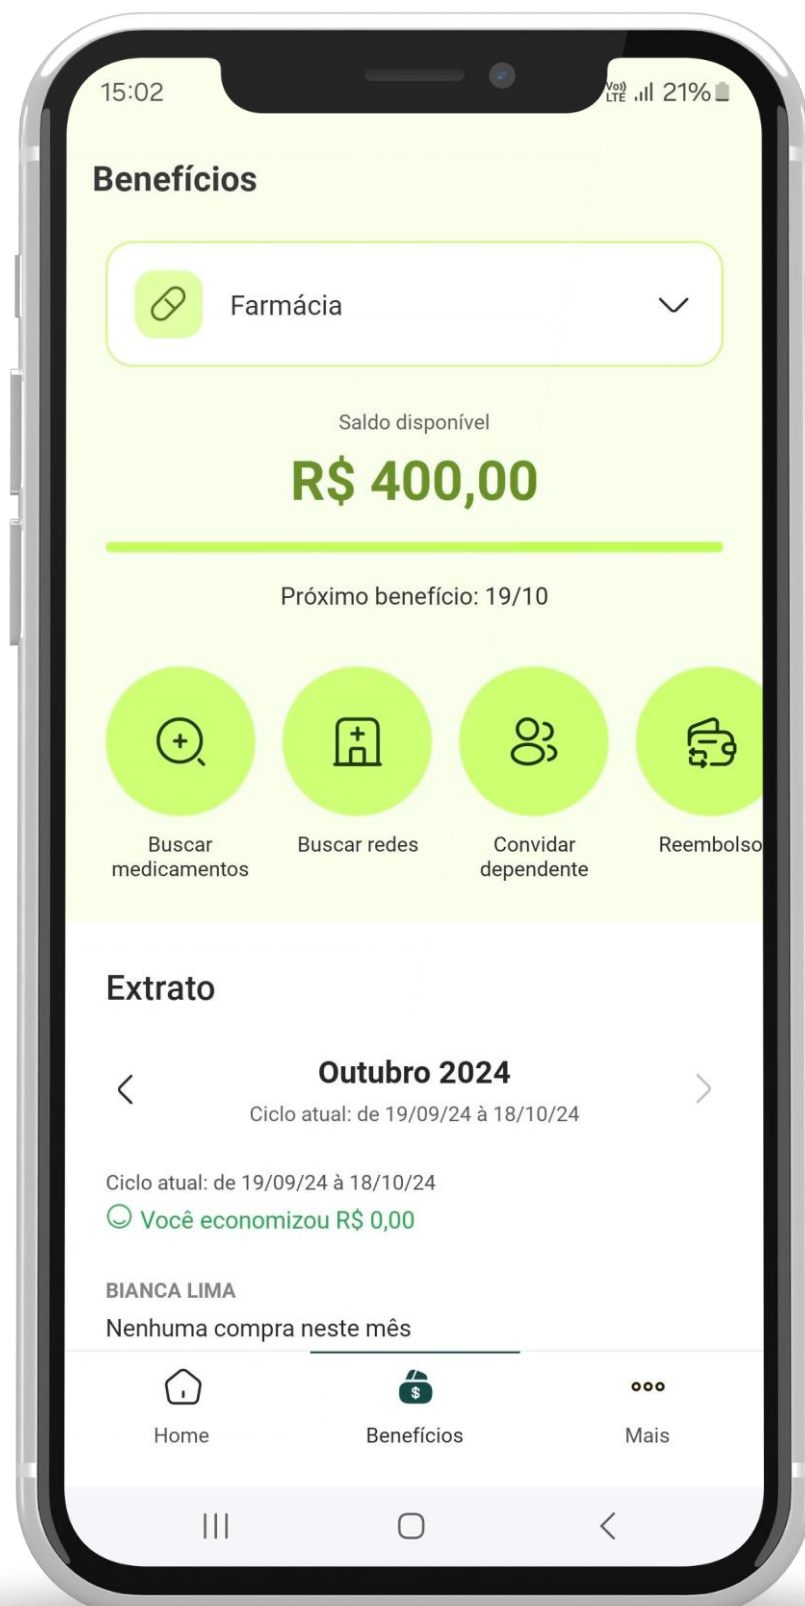 15:02
Vo)) LTE 21%
Benefícios
Farmácia
Saldo disponível
R$ 400,00
Próximo benefício: 19/10
Buscar medicamentos
Buscar redes
Convidar dependente
Reembolso
Extrato
Outubro 2024
Ciclo atual: de 19/09/24 à 18/10/24
Ciclo atual: de 19/09/24 à 18/10/24
Você economizou R$ 0,00
BIANCA LIMA
Nenhuma compra neste mês
Home
Benefícios
Mais